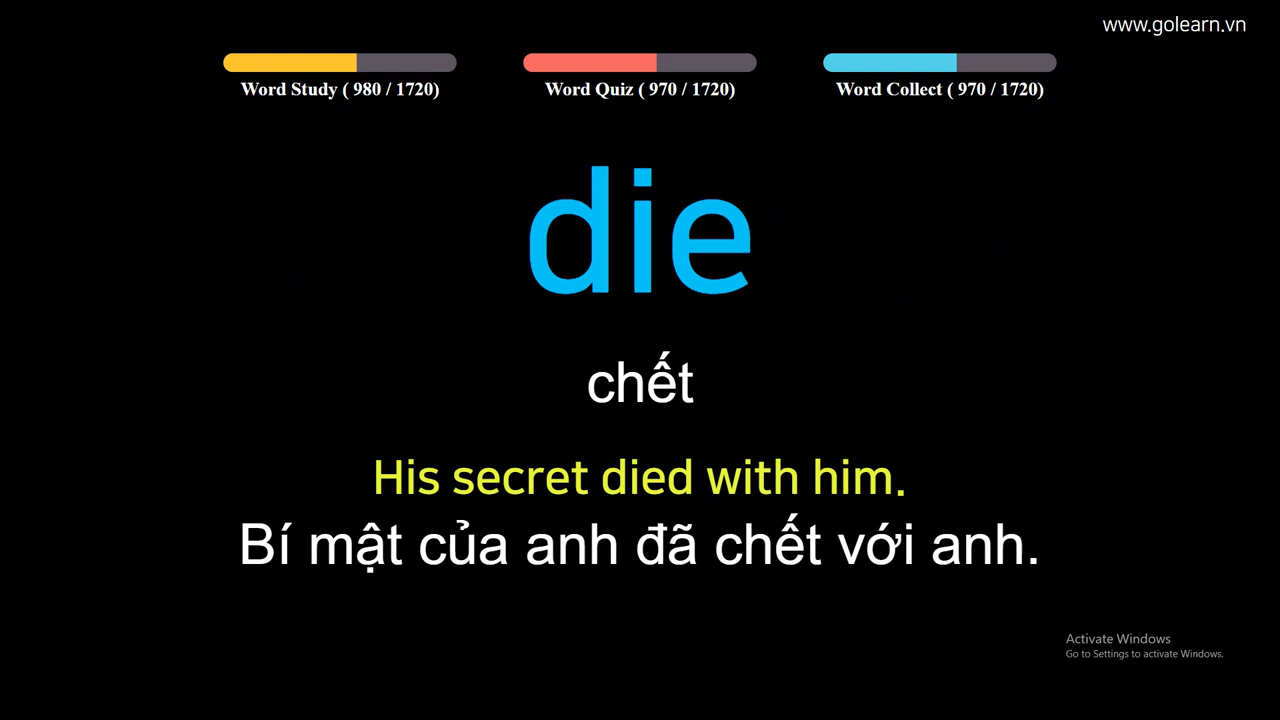 www.golearn.vn
Word Study ( 980 / 1720)
Word Quiz ( 970 / 1720)
Word Collect ( 970 / 1720)
die
chết
His secret died with him.
Bí mật của anh đã chết với anh.
Activate Windows
Go to Settings to activate Windows.